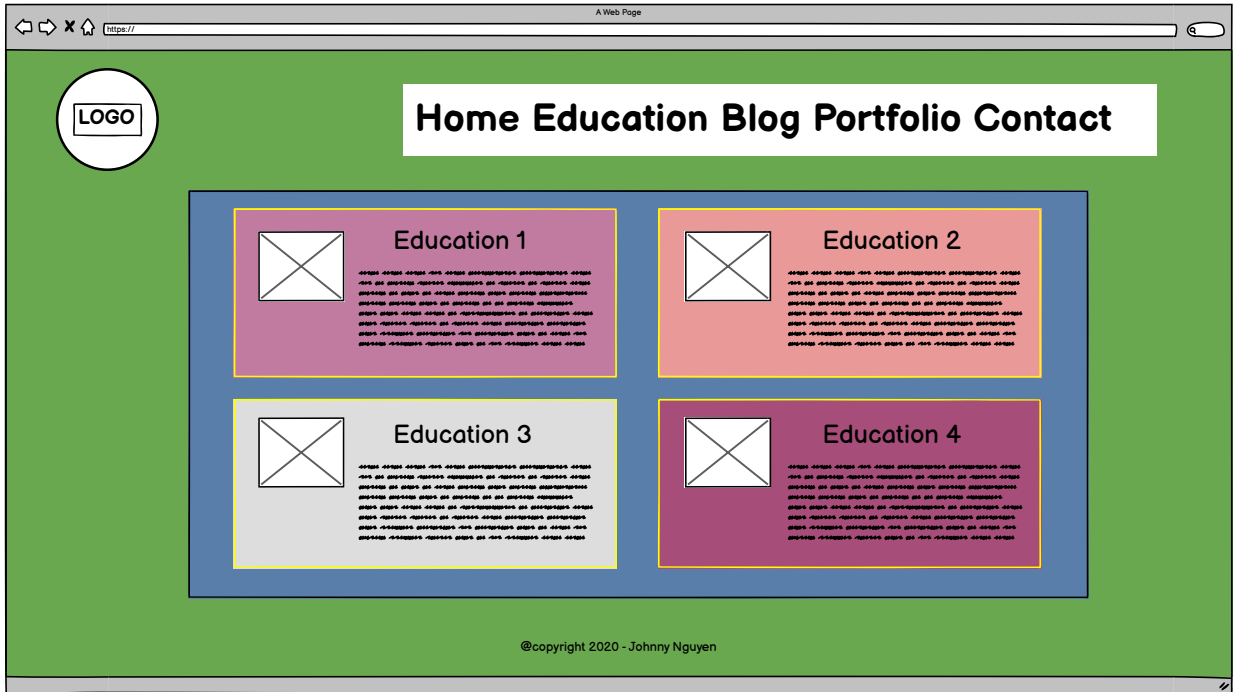 A Web Page
https://
LOGO
Home Education Blog Portfolio Contact
Education 1
Education 2
Education 3
Education 4
@copyright 2020 - Johnny Nguyen